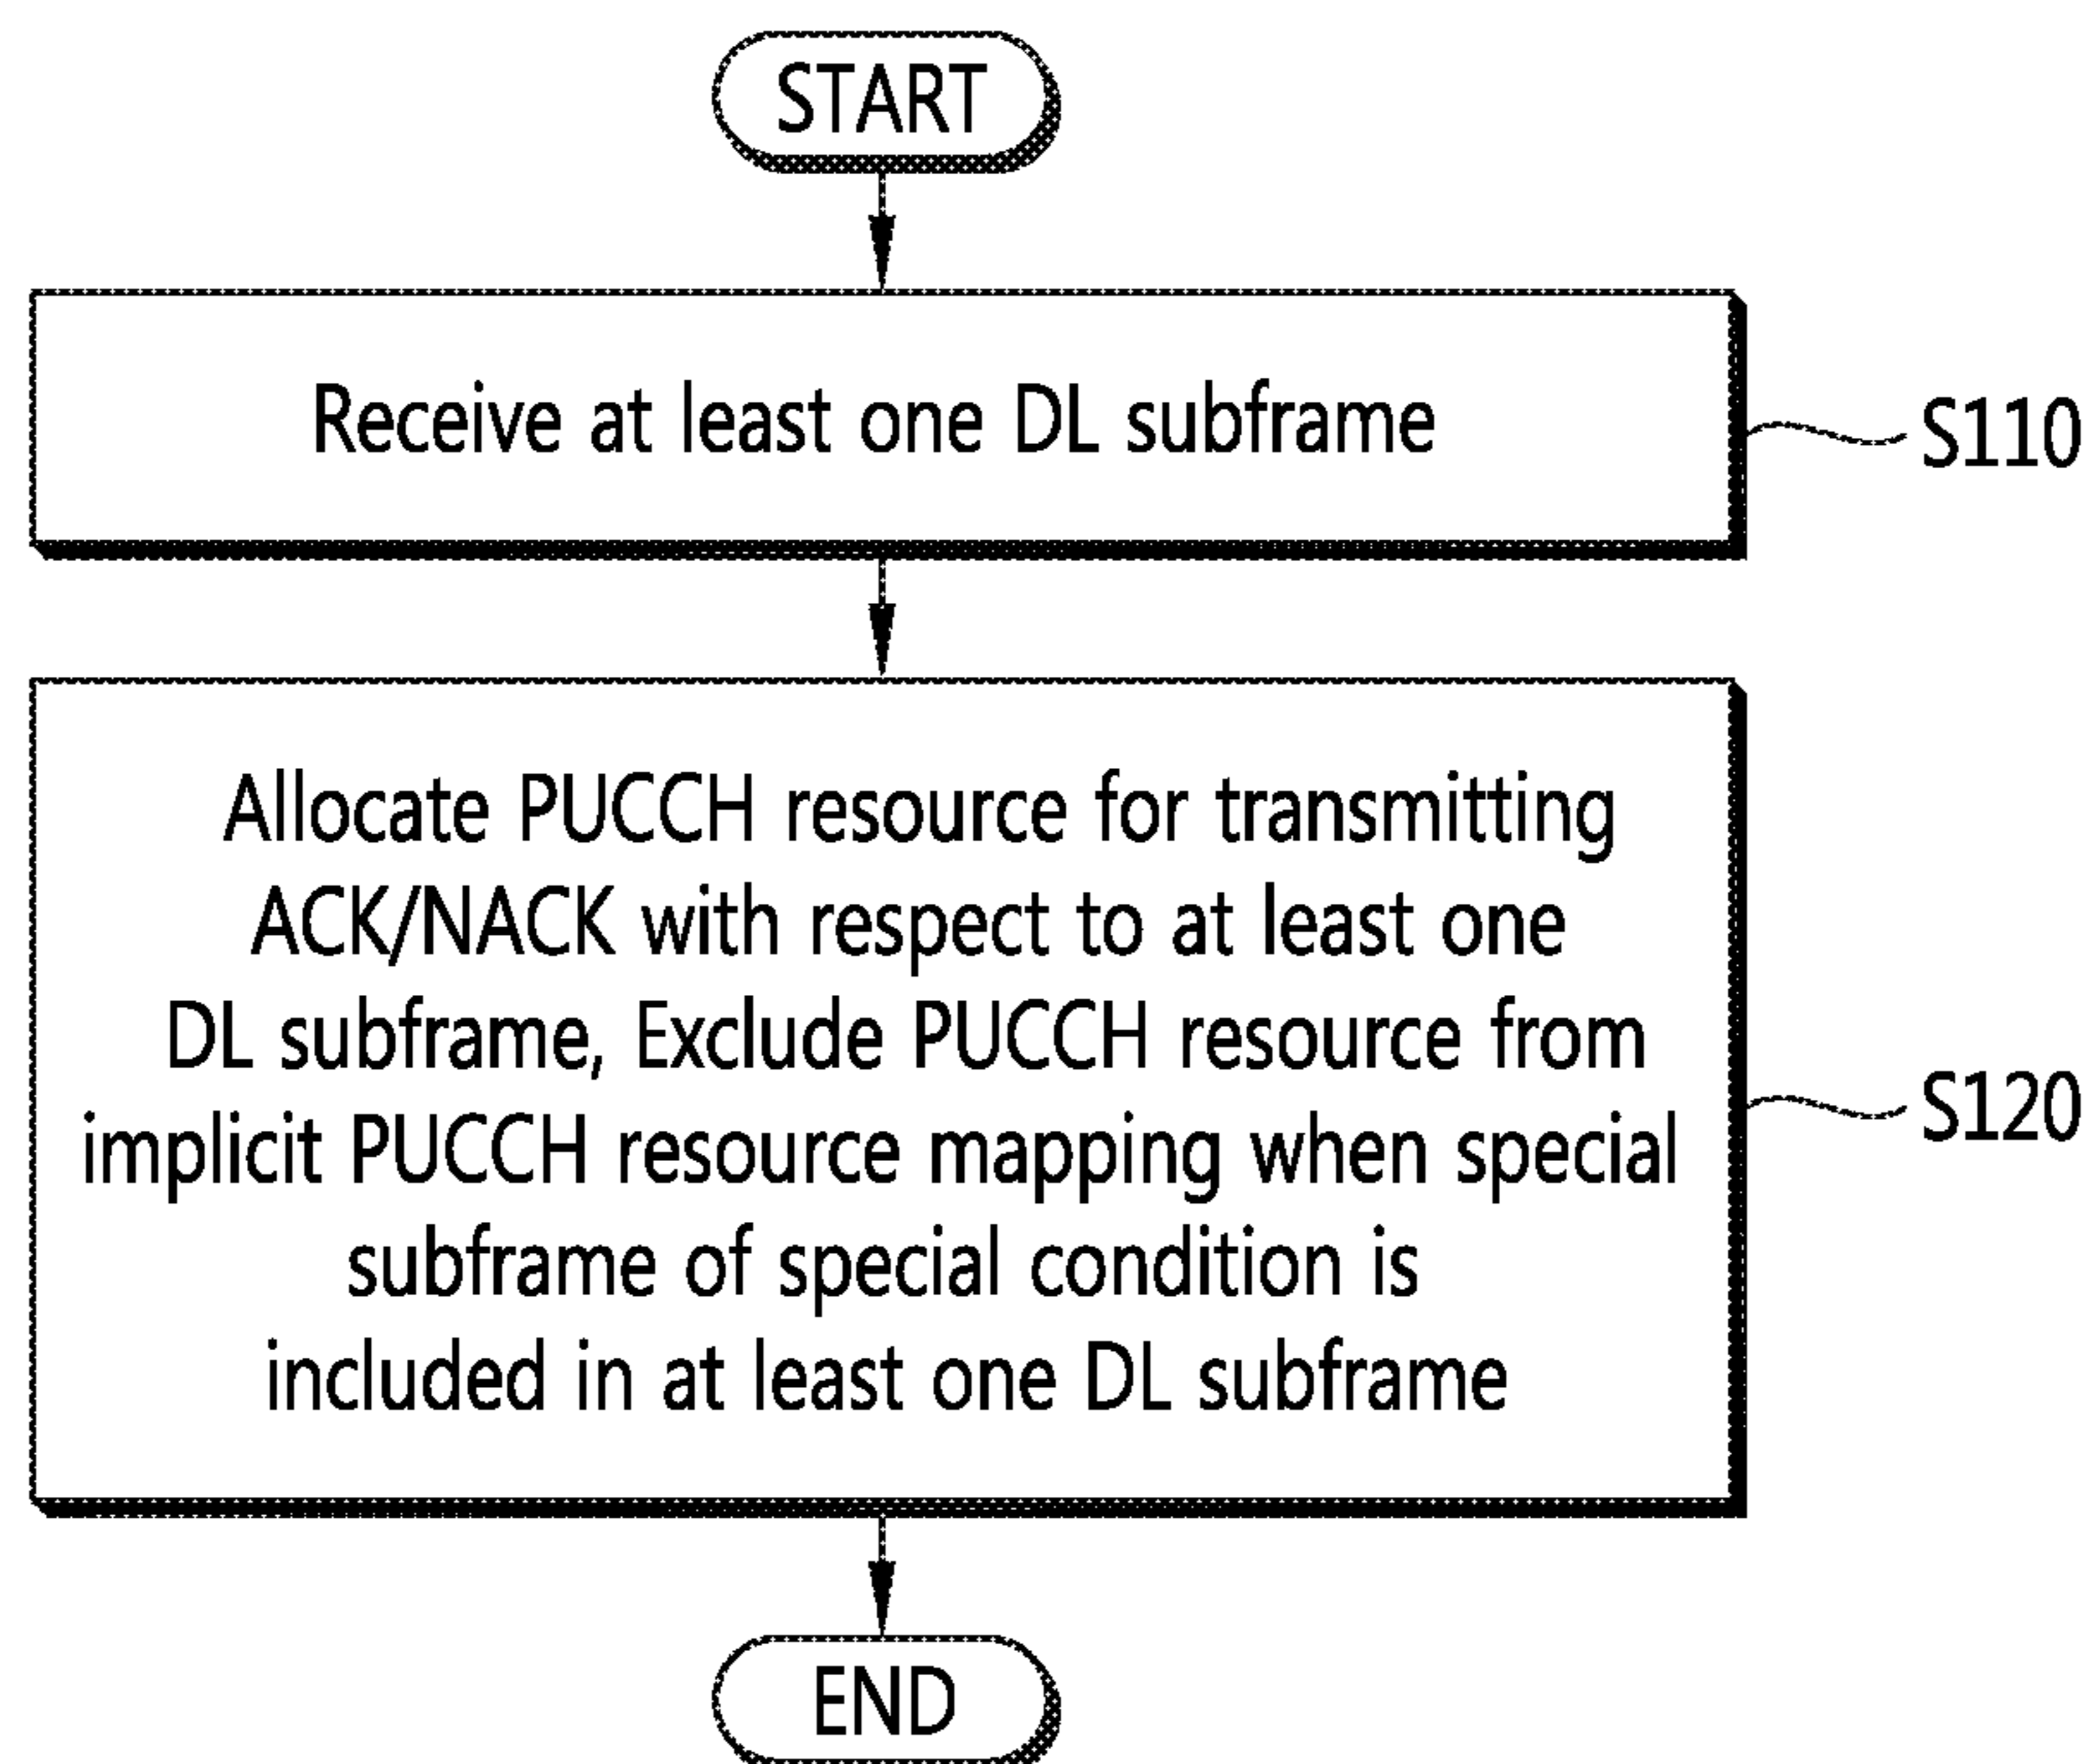 START
Receive at least one DL subframe
S110
Allocate PUCCH resource for transmitting
ACK/NACK with respect to at least one
DL subframe, Exclude PUCCH resource from
implicit PUCCH resource mapping when special
subframe of special condition is
included in at least one DL subframe
S120
END